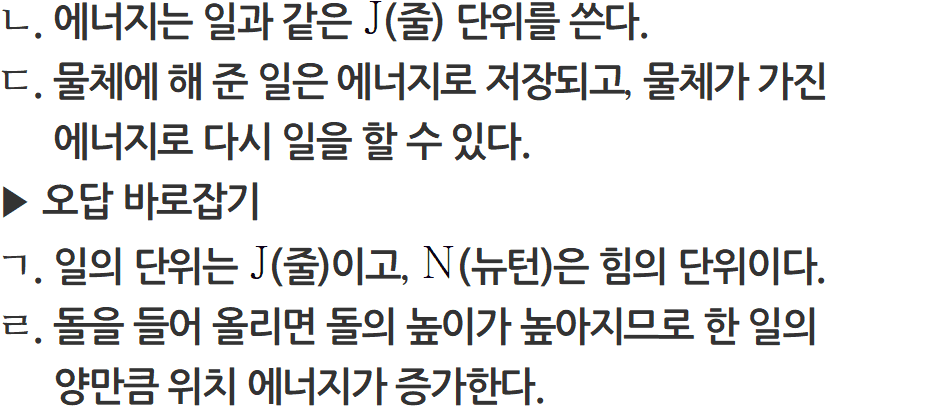 ㄴ. 에너지는 일과 같은 J(줄) 단위를 쓴다.
ㄷ. 물체에 해 준 일은 에너지로 저장되고, 물체가 가진
에너지로 다시 일을 할 수 있다.
▶ 오답 바로잡기
ㄱ. 일의 단위는 J(줄)이고, N(뉴턴)은 힘의 단위이다.
ㄹ. 돌을 들어 올리면 돌의 높이가 높아지므로 한 일의
양만큼 위치 에너지가 증가한다.